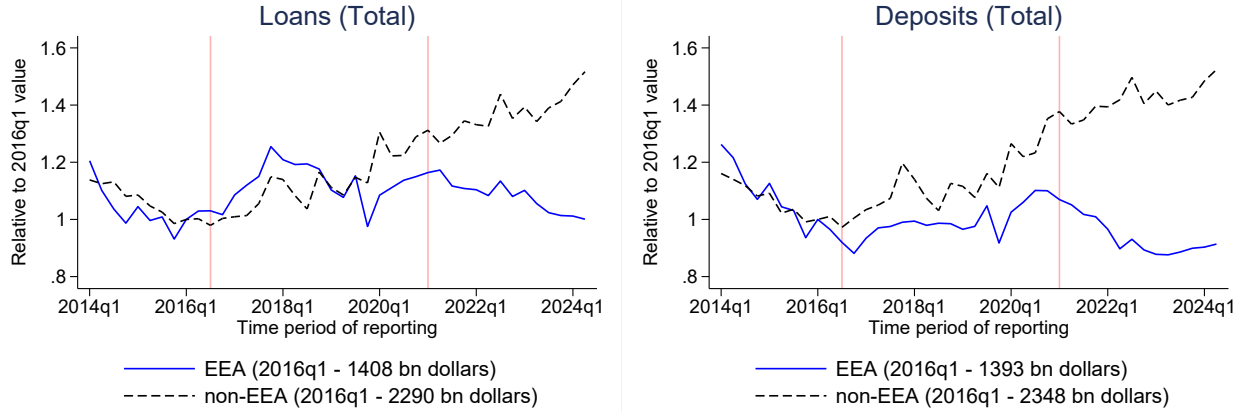 Loans (Total)
Relative to 2016q1 value
1.6
1.4
1.2
1
.8
2014q1 2016q1 2018q1 2020q1 2022q1 2024q1
Time period of reporting
EEA (2016q1 - 1408 bn dollars)
non-EEA (2016q1 - 2290 bn dollars)
Deposits (Total)
Relative to 2016q1 value
1.6
1.4
1.2
1
.8
2014q1 2016q1 2018q1 2020q1 2022q1 2024q1
Time period of reporting
EEA (2016q1 - 1393 bn dollars)
non-EEA (2016q1 - 2348 bn dollars)